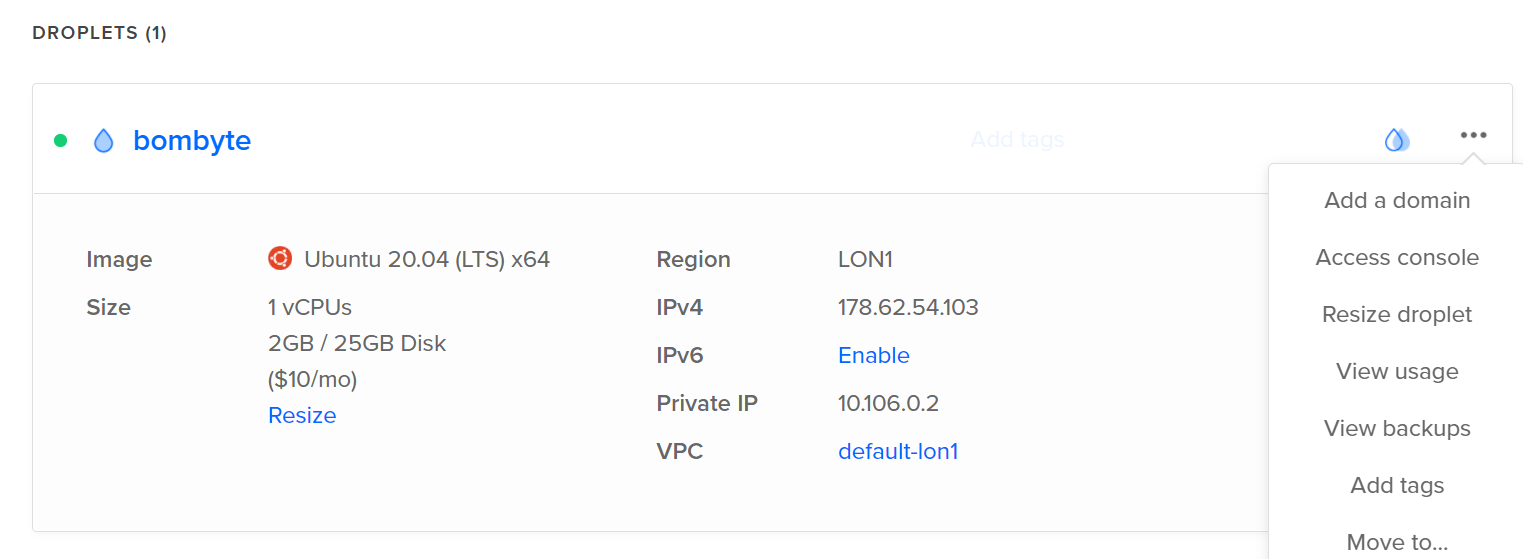 DROPLETS (1)
bombyte
Add tags
Add a domain
Access console
Resize droplet
View usage
View backups
Add tags
Move to...
Image
Ubuntu 20.04 (LTS) x64
Size
1 vCPUs
2GB / 25GB Disk
($10/mo)
Resize
Region
LON1
IPv4
178.62.54.103
IPv6
Enable
Private IP
10.106.0.2
VPC
default-lon1